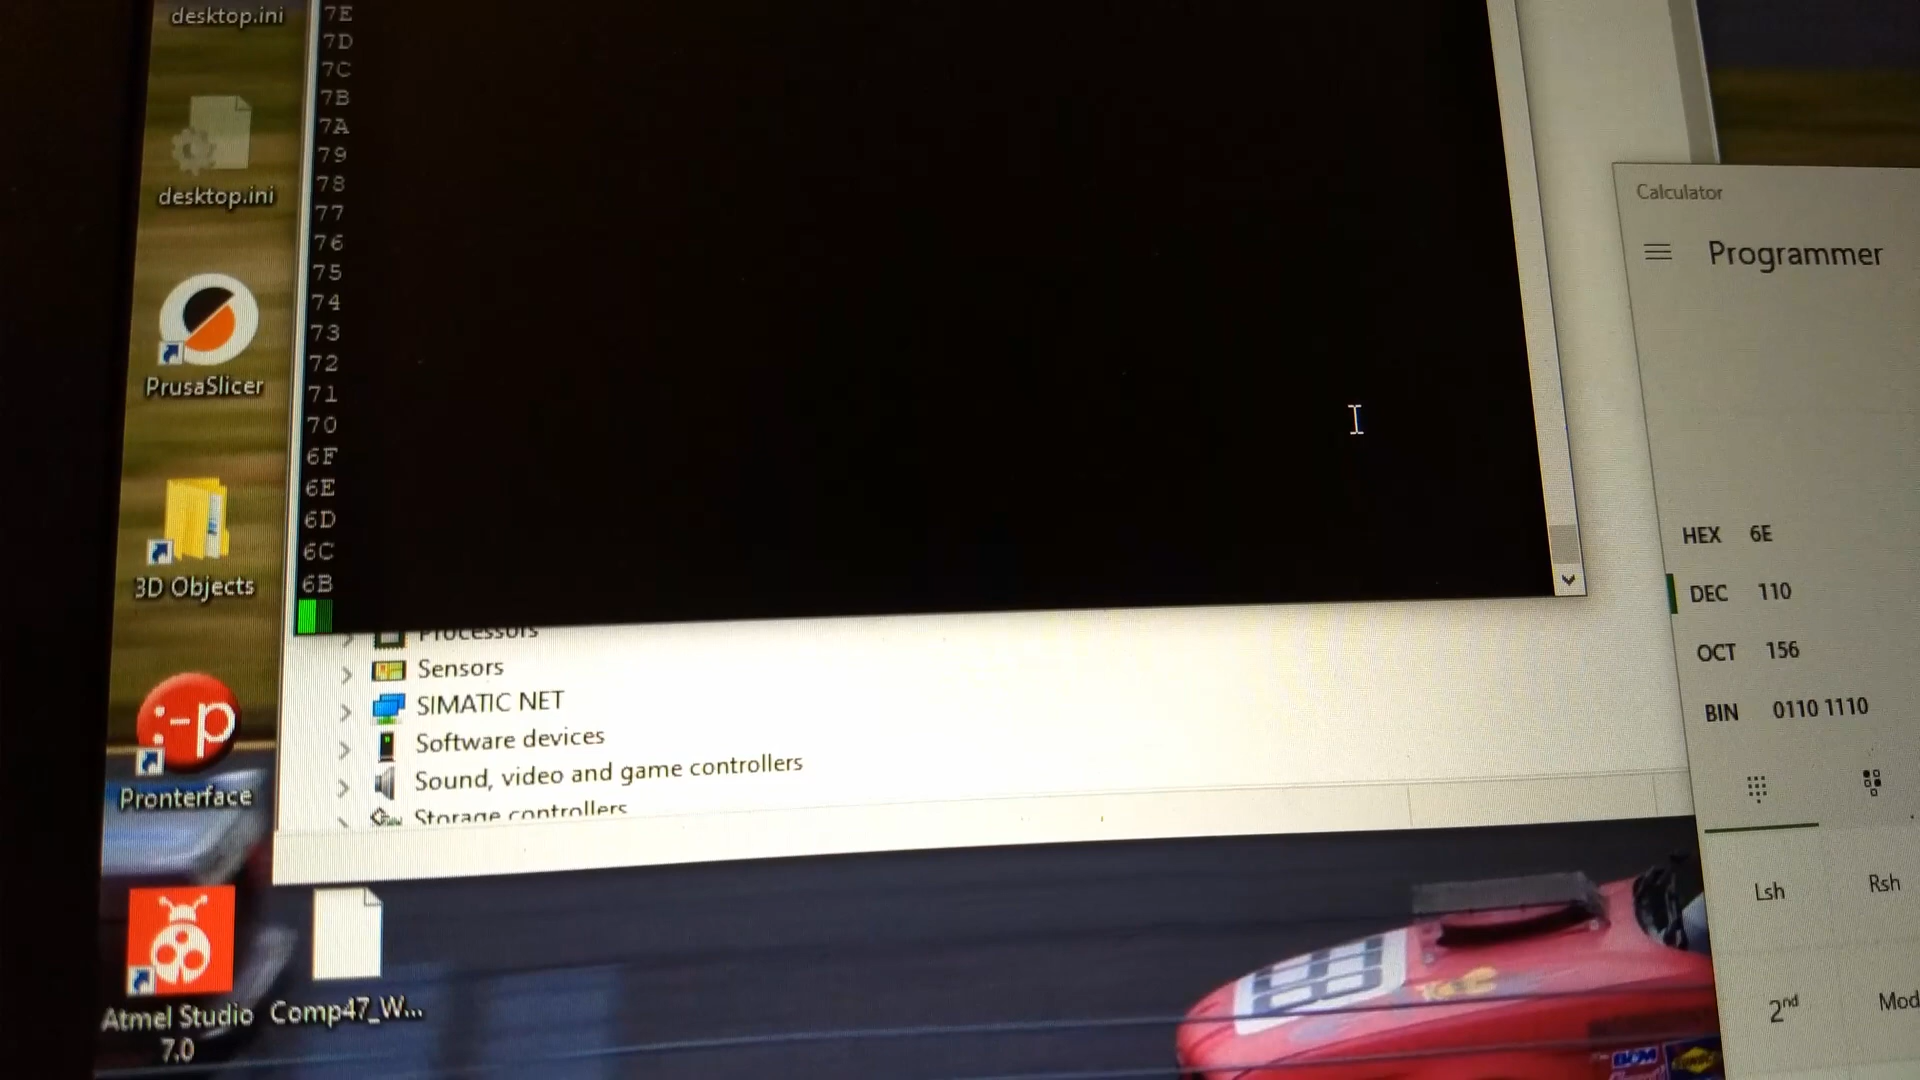 desktop.ini
desktop.ini
PrusaSlicer
3D Objects
:-p
Pronterface
Atmel Studio
7.0
Comp47_W...
7E
7D
7C
7B
7A
79
78
77
76
75
74
73
72
71
70
6F
6E
6D
6C
6B
Processors
Sensors
SIMATIC NET
Software devices
Sound, video and game controllers
Storage controllers
Calculator
Programmer
HEX 6E
DEC 110
OCT 156
BIN 0110 1110
Lsh Rsh
2nd Mod